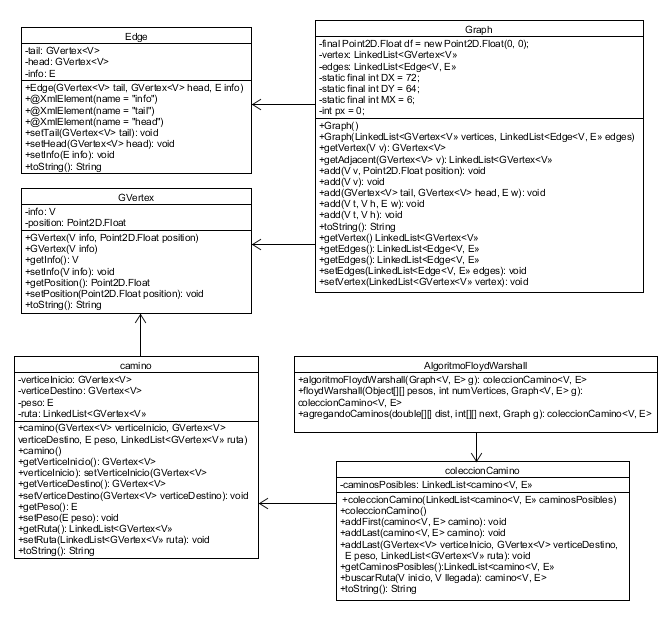 Edge
-tail: GVertex<V>
-head: GVertex<V>
-info: E
+Edge(GVertex<V> tail, GVertex<V> head, E info)
+@XmlElement(name = "info")
+@XmlElement(name = "tail")
+@XmlElement(name = "head")
+setTail(GVertex<V> tail): void
+setHead(GVertex<V> head): void
+setInfo(E info): void
+toString(): String
Graph
-final Point2D.Float df = new Point2D.Float(0, 0);
-vertex: LinkedList<GVertex<V»
-edges: LinkedList<Edge<V, E»
-static final int DX = 72;
-static final int DY = 64;
-static final int MX = 6;
-int px = 0;
+Graph()
+Graph(LinkedList<GVertex<V» vertices, LinkedList<Edge<V, E» edges)
+getVertex(V v): GVertex<V>
+getAdjacent(GVertex<V> v): LinkedList<GVertex<V»
+add(V v, Point2D.Float position): void
+add(V v): void
+add(GVertex<V> tail, GVertex<V> head, E w): void
+add(V t, V h, E w): void
+add(V t, V h): void
+toString(): String
+getVertex() LinkedList<GVertex<V»
+getEdges(): LinkedList<Edge<V, E»
+getEdges(): LinkedList<Edge<V, E»
+setEdges(LinkedList<Edge<V, E» edges): void
+setVertex(LinkedList<GVertex<V» vertex): void
GVertex
-info: V
-position: Point2D.Float
+GVertex(V info, Point2D.Float position)
+GVertex(V info)
+getInfo(): V
+setInfo(V info): void
+getPosition(): Point2D.Float
+setPosition(Point2D.Float position): void
+toString(): String
camino
-verticeInicio: GVertex<V>
-verticeDestino: GVertex<V>
-peso: E
-ruta: LinkedList<GVertex<V»
+camino(GVertex<V> verticeInicio, GVertex<V>
verticeDestino, E peso, LinkedList<GVertex<V» ruta)
+camino()
+getVerticeInicio(): GVertex<V>
+verticeInicio): setVerticeInicio(GVertex<V>
+getVerticeDestino(): GVertex<V>
+setVerticeDestino(GVertex<V> verticeDestino): void
+getPeso(): E
+setPeso(E peso): void
+getRuta(): LinkedList<GVertex<V»
+setRuta(LinkedList<GVertex<V» ruta): void
+toString(): String
AlgoritmoFloydWarshall
+algoritmoFloydWarshall(Graph<V, E> g): coleccionCamino<V, E>
+floydWarshall(Object[][] pesos, int numVertices, Graph<V, E> g):
coleccionCamino<V, E>
+agregandoCaminos(double[][] dist, int[][] next, Graph g): coleccionCamino<V, E>
coleccionCamino
-caminosPosibles: LinkedList<camino<V, E»
+coleccionCamino(LinkedList<camino<V, E» caminosPosibles)
+coleccionCamino()
+addFirst(camino<V, E> camino): void
+addLast(camino<V, E> camino): void
+addLast(GVertex<V> verticeInicio, GVertex<V> verticeDestino,
E peso, LinkedList<GVertex<V» ruta): void
+getCaminosPosibles():LinkedList<camino<V, E»
+buscarRuta(V inicio, V llegada): camino<V, E>
+toString(): String